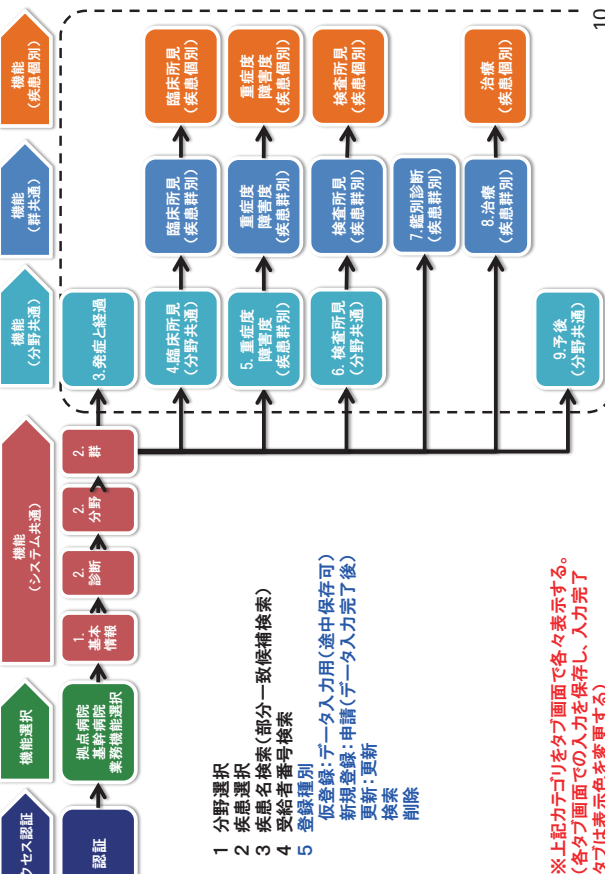 クセス認証
機能選択
機能
（システム共通）
機能
（分野共通）
機能
（群共通）
機能
（疾患個別）
認証
拠点病院
基幹病院
業務機能選択
1.
基本
情報
2.
診断
2.
分野
2.
群
3.発症と経過
4.臨床所見
（分野共通）
臨床所見
（疾患群別）
臨床所見
（疾患個別）
5. 重症度
障害度
（疾患群別）
重症度
障害度
（疾患群別）
重症度
障害度
（疾患個別）
6. 検査所見
（分野共通）
検査所見
（疾患群別）
検査所見
（疾患個別）
7.鑑別診断
（疾患群別）
8.治療
（疾患群別）
治療
（疾患個別）
9.予後
（分野共通）
1 分野選択
2 疾患選択
3 疾患名検索（部分一致候補検索）
4 受給者番号検索
5 登録種別
仮登録：データ入力用（途中保存可）
新規登録：申請（データ入力完了後）
更新：更新
検索
削除
※上記カテゴリをタブ画面で各々表示する。
（各タブ画面での入力を保存し、入力完了
タブは表示色を変更する）
10